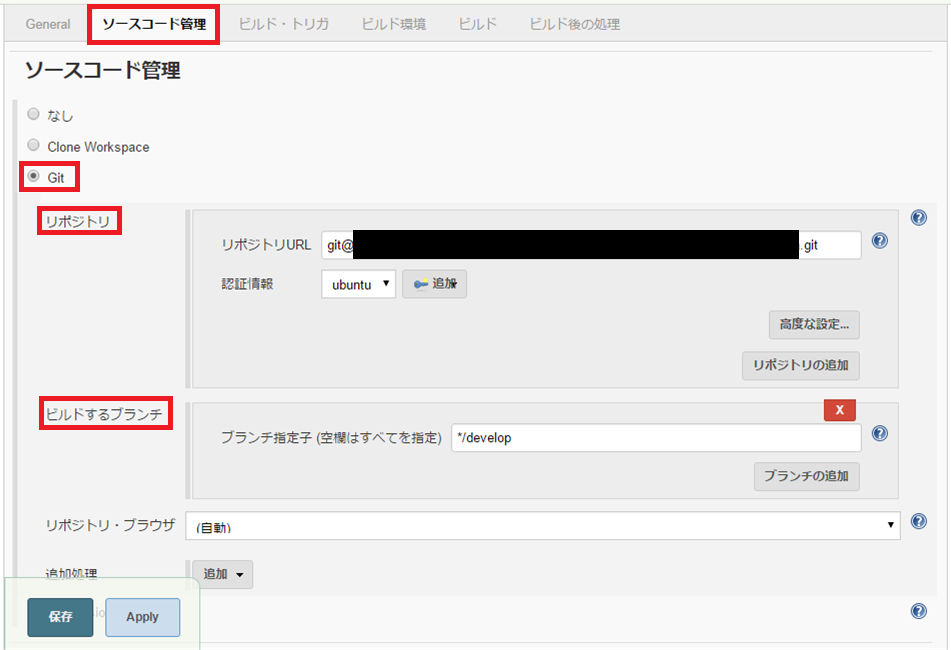 General ソースコード管理 ビルド・トリガ ビルド環境 ビルド ビルド後の処理
ソースコード管理
なし
Clone Workspace
Git
リポジトリ
リポジトリURL git@ .git
認証情報 ubuntu 追加
高度な設定...
リポジトリの追加
ビルドするブランチ
X
ブランチ指定子 (空欄はすべてを指定) */develop
ブランチの追加
リポジトリ・ブラウザ (自動)
追加処理 追加
保存 Apply